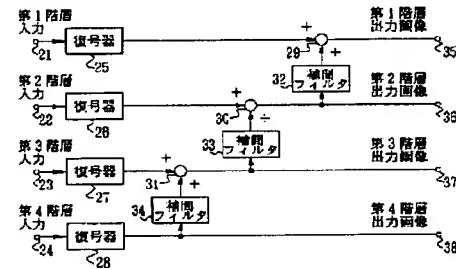 第1階層
入力
21
復号器
25
+
29
+
第1階層
出力画像
35
32
補間
フィルタ
第2階層
入力
22
復号器
26
+
30
+
第2階層
出力画像
36
33
補間
フィルタ
第3階層
入力
23
復号器
27
+
31
+
第3階層
出力画像
37
34
補間
フィルタ
第4階層
入力
24
復号器
28
第4階層
出力画像
38